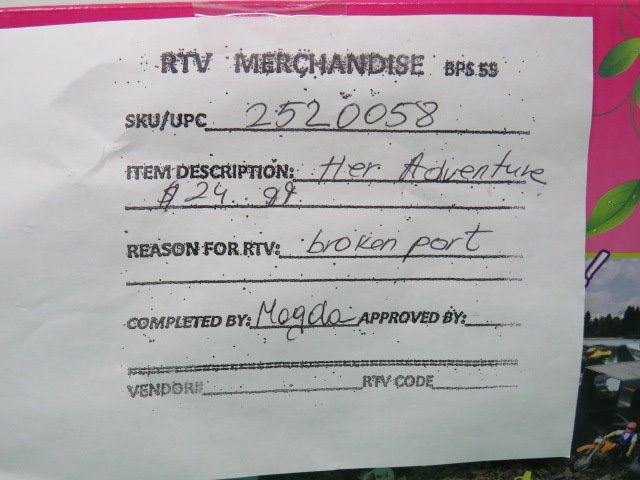 RTV MERCHANDISE BPS 55
SKU/UPC 2520058
ITEM DESCRIPTION: Her Adventure
$24.99
REASON FOR RTV: broken part
COMPLETED BY: Magda APPROVED BY:
VENDOR# RTV CODE